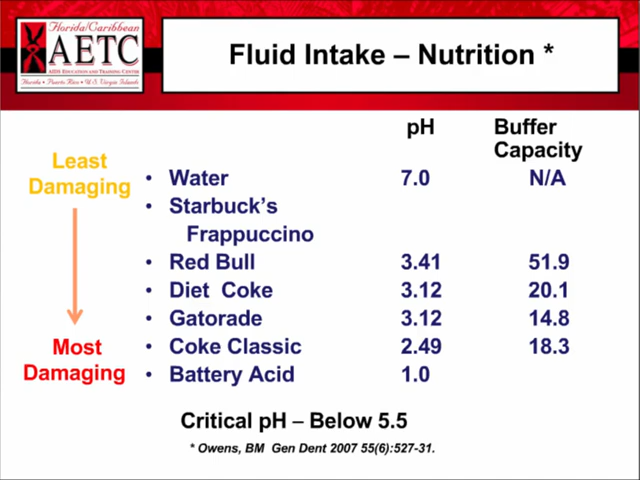 Florida/Caribbean
AETC
AIDS Education and Training Center
Florida • Puerto Rico • U.S. Virgin Islands
Fluid Intake – Nutrition *
pH Buffer Capacity
Least Damaging
• Water 7.0 N/A
• Starbuck's
Frappuccino
• Red Bull 3.41 51.9
• Diet Coke 3.12 20.1
• Gatorade 3.12 14.8
Most Damaging
• Coke Classic 2.49 18.3
• Battery Acid 1.0
Critical pH – Below 5.5
* Owens, BM Gen Dent 2007 55(6):527-31.